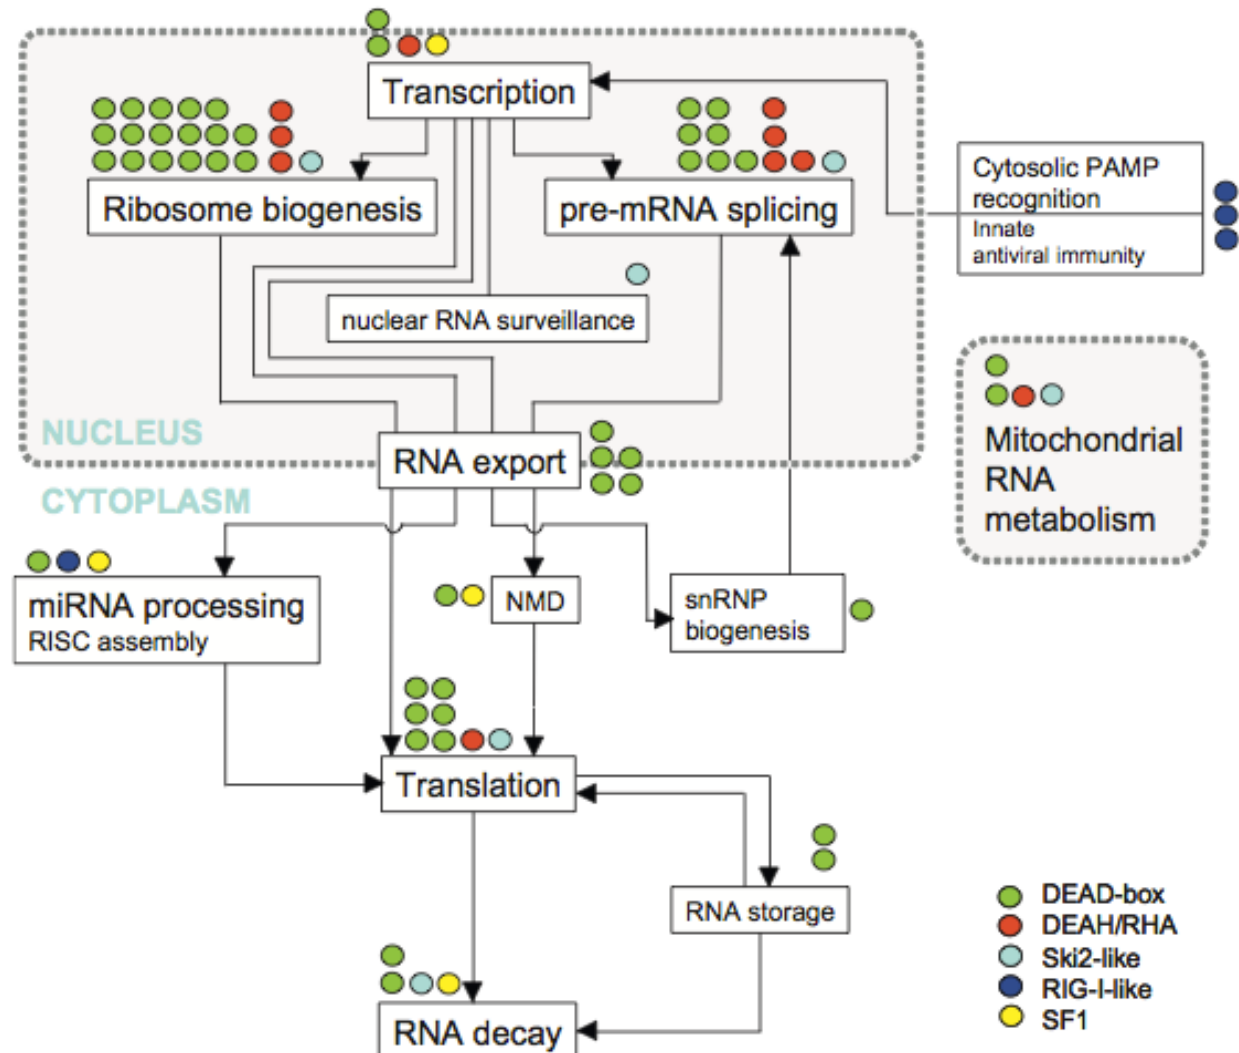 Transcription
Ribosome biogenesis
pre-mRNA splicing
Cytosolic PAMP
recognition
Innate
antiviral immunity
nuclear RNA surveillance
NUCLEUS
RNA export
CYTOPLASM
Mitochondrial
RNA
metabolism
miRNA processing
RISC assembly
NMD
snRNP
biogenesis
Translation
RNA storage
RNA decay
DEAD-box
DEAH/RHA
Ski2-like
RIG-I-like
SF1